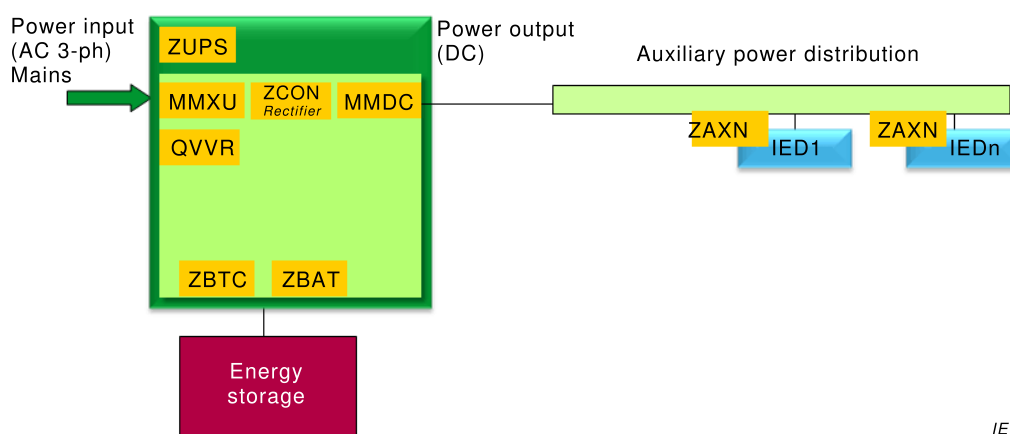 Power input
(AC 3-ph)
Mains
ZUPS
Power output
(DC)
Auxiliary power distribution
MMXU
ZCON
Rectifier
MMDC
QVVR
ZAXN
IED1
ZAXN
IEDn
ZBTC
ZBAT
Energy
storage
IE